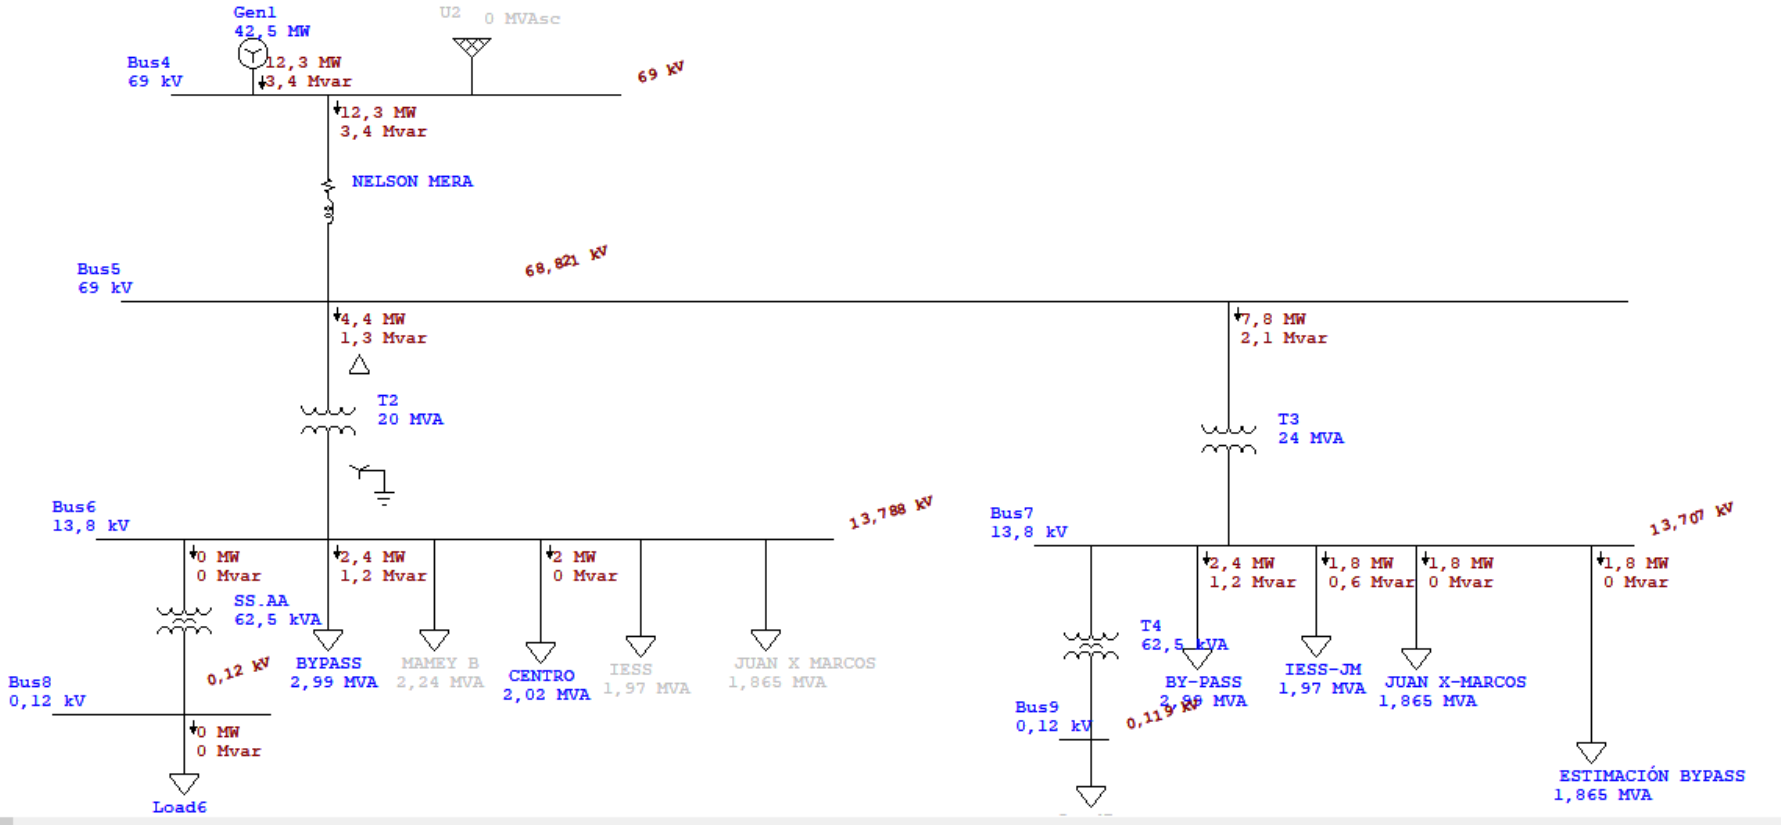 Gen1
42,5 MW
U2
0 MVAsc
Bus4
69 kV
12,3 MW
3,4 Mvar
69 kV
12,3 MW
3,4 Mvar
NELSON MERA
68,821 kV
Bus5
69 kV
4,4 MW
1,3 Mvar
7,8 MW
2,1 Mvar
T2
20 MVA
T3
24 MVA
Bus6
13,8 kV
13,788 kV
Bus7
13,8 kV
13,707 kV
0 MW
0 Mvar
2,4 MW
1,2 Mvar
2 MW
0 Mvar
2,4 MW
1,2 Mvar
1,8 MW
0,6 Mvar
1,8 MW
0 Mvar
1,8 MW
0 Mvar
SS.AA
62,5 kVA
T4
62,5 kVA
0,12 kV
BYPASS
2,99 MVA
MAMEY B
2,24 MVA
CENTRO
2,02 MVA
IESS
1,97 MVA
JUAN X MARCOS
1,865 MVA
BY-PASS
2,99 MVA
IESS-JM
1,97 MVA
JUAN X-MARCOS
1,865 MVA
Bus8
0,12 kV
Bus9
0,12 kV
0,119 kV
0 MW
0 Mvar
ESTIMACIÓN BYPASS
1,865 MVA
Load6